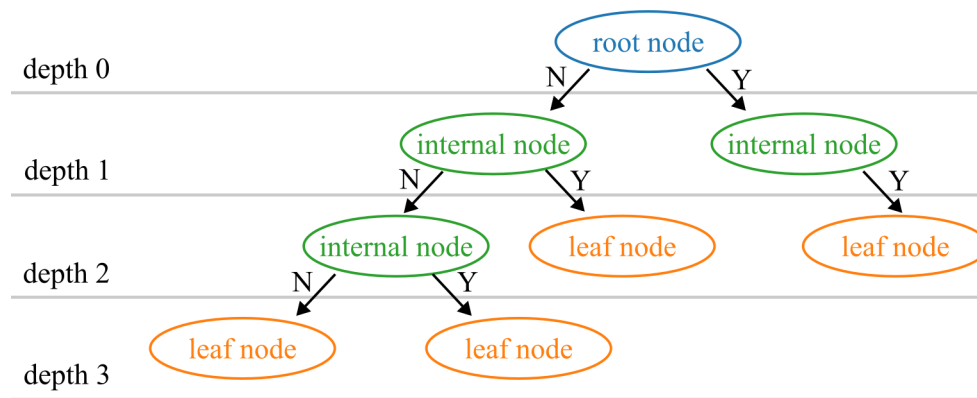 root node
depth 0
N Y
internal node internal node
depth 1
N Y Y
internal node leaf node leaf node
depth 2
N Y
leaf node leaf node
depth 3